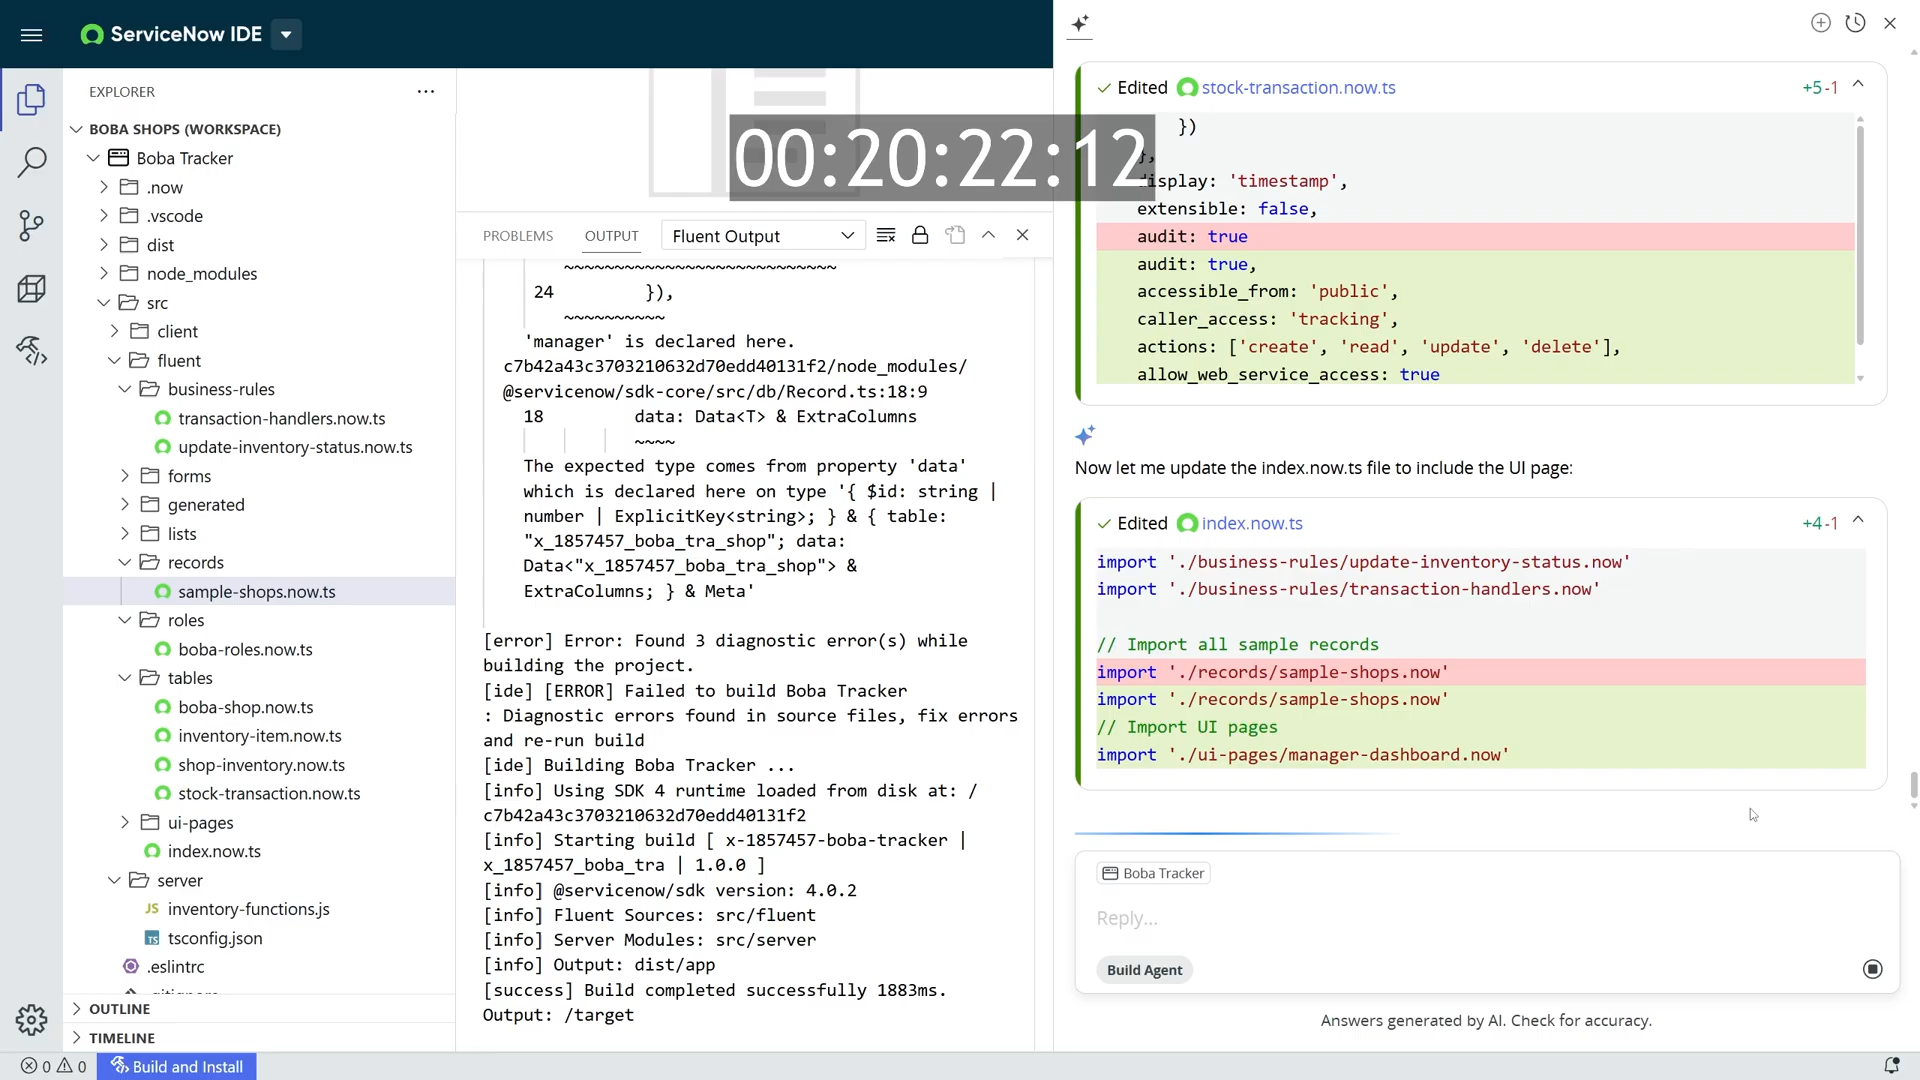 ServiceNow IDE
EXPLORER
BOBA SHOPS (WORKSPACE)
Boba Tracker
.now
.vscode
dist
node_modules
src
client
fluent
business-rules
transaction-handlers.now.ts
update-inventory-status.now.ts
forms
generated
lists
records
sample-shops.now.ts
roles
boba-roles.now.ts
tables
boba-shop.now.ts
inventory-item.now.ts
shop-inventory.now.ts
stock-transaction.now.ts
ui-pages
index.now.ts
server
JS inventory-functions.js
TS tsconfig.json
.eslintrc
OUTLINE
TIMELINE
0 0 Build and Install
00:20:22:12
PROBLEMS OUTPUT Fluent Output
~~~~~~~~~~~~~~~~~~~~~~~~~~~
24 }),
~~~~~~~~~~
'manager' is declared here.
c7b42a43c3703210632d70edd40131f2/node_modules/
@servicenow/sdk-core/src/db/Record.ts:18:9
18 data: Data<T> & ExtraColumns
~~~~
The expected type comes from property 'data'
which is declared here on type '{ $id: string |
number | ExplicitKey<string>; } & { table:
"x_1857457_boba_tra_shop"; data:
Data<"x_1857457_boba_tra_shop"> &
ExtraColumns; } & Meta'
[error] Error: Found 3 diagnostic error(s) while
building the project.
[ide] [ERROR] Failed to build Boba Tracker
: Diagnostic errors found in source files, fix errors
and re-run build
[ide] Building Boba Tracker ...
[info] Using SDK 4 runtime loaded from disk at: /
c7b42a43c3703210632d70edd40131f2
[info] Starting build [ x-1857457-boba-tracker |
x_1857457_boba_tra | 1.0.0 ]
[info] @servicenow/sdk version: 4.0.2
[info] Fluent Sources: src/fluent
[info] Server Modules: src/server
[info] Output: dist/app
[success] Build completed successfully 1883ms.
Output: /target
Edited stock-transaction.now.ts +5-1
})
},
display: 'timestamp',
extensible: false,
audit: true
audit: true,
accessible_from: 'public',
caller_access: 'tracking',
actions: ['create', 'read', 'update', 'delete'],
allow_web_service_access: true
Now let me update the index.now.ts file to include the UI page:
Edited index.now.ts +4-1
import './business-rules/update-inventory-status.now'
import './business-rules/transaction-handlers.now'
// Import all sample records
import './records/sample-shops.now'
import './records/sample-shops.now'
// Import UI pages
import './ui-pages/manager-dashboard.now'
Boba Tracker
Reply...
Build Agent
Answers generated by AI. Check for accuracy.